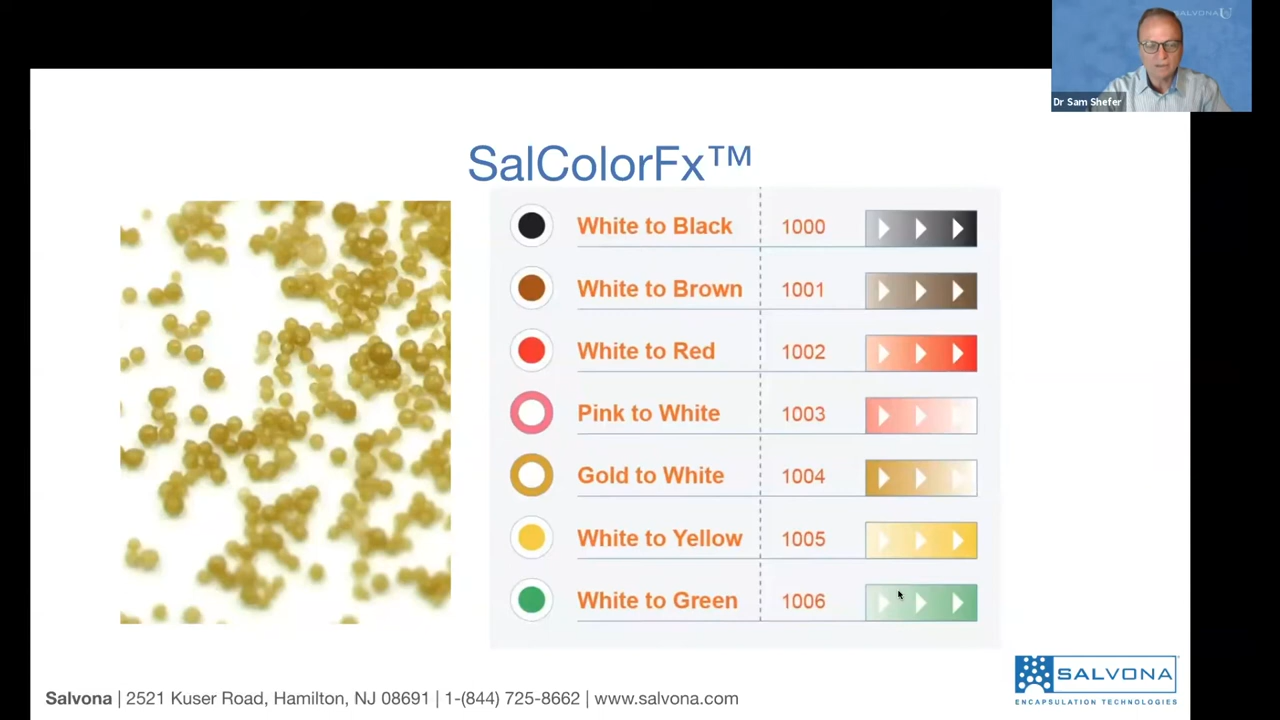 SALVONA U
Dr Sam Shefer
SalColorFx™
White to Black 1000
White to Brown 1001
White to Red 1002
Pink to White 1003
Gold to White 1004
White to Yellow 1005
White to Green 1006
Salvona | 2521 Kuser Road, Hamilton, NJ 08691 | 1-(844) 725-8662 | www.salvona.com
SALVONA
ENCAPSULATION TECHNOLOGIES